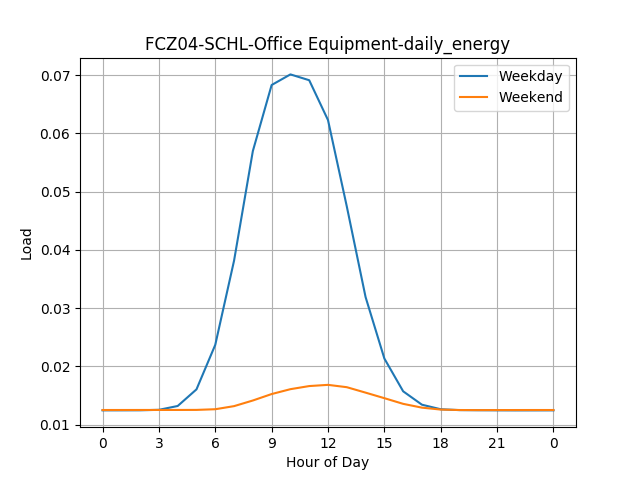 FCZ04-SCHL-Office Equipment-daily_energy
Weekday
Weekend
0.07
0.06
0.05
0.04
0.03
0.02
0.01
Load
0 3 6 9 12 15 18 21 0
Hour of Day